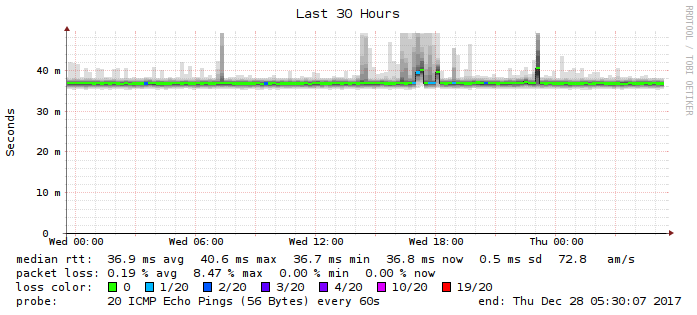 Last 30 Hours
RRDTOOL / TOBI OETIKER
Seconds
40 m
30 m
20 m
10 m
0
Wed 00:00 Wed 06:00 Wed 12:00 Wed 18:00 Thu 00:00
median rtt: 36.9 ms avg 40.6 ms max 36.7 ms min 36.8 ms now 0.5 ms sd 72.8 am/s
packet loss: 0.19 % avg 8.47 % max 0.00 % min 0.00 % now
loss color: 0 1/20 2/20 3/20 4/20 10/20 19/20
probe: 20 ICMP Echo Pings (56 Bytes) every 60s end: Thu Dec 28 05:30:07 2017